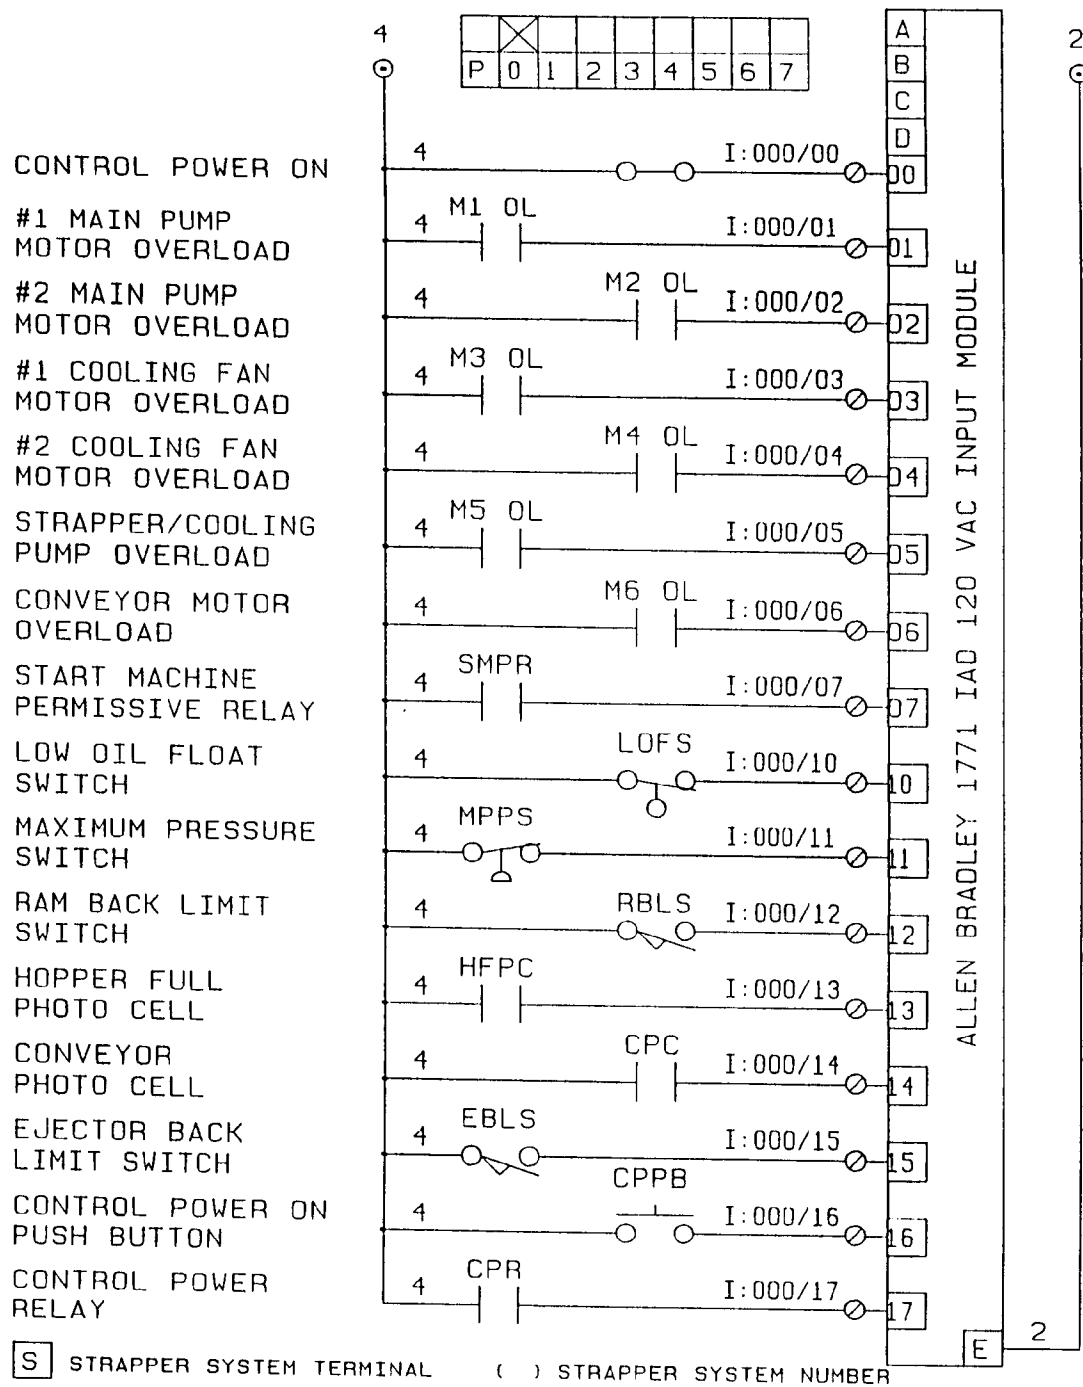 4
P 0 1 2 3 4 5 6 7
A
B
C
D
2
CONTROL POWER ON
4
I:000/00
00
#1 MAIN PUMP
MOTOR OVERLOAD
4
M1 OL
I:000/01
01
#2 MAIN PUMP
MOTOR OVERLOAD
4
M2 OL
I:000/02
02
#1 COOLING FAN
MOTOR OVERLOAD
4
M3 OL
I:000/03
03
#2 COOLING FAN
MOTOR OVERLOAD
4
M4 OL
I:000/04
04
STRAPPER/COOLING
PUMP OVERLOAD
4
M5 OL
I:000/05
05
CONVEYOR MOTOR
OVERLOAD
4
M6 OL
I:000/06
06
START MACHINE
PERMISSIVE RELAY
4
SMPR
I:000/07
07
LOW OIL FLOAT
SWITCH
4
LOFS
I:000/10
10
MAXIMUM PRESSURE
SWITCH
4
MPPS
I:000/11
11
RAM BACK LIMIT
SWITCH
4
RBLS
I:000/12
12
HOPPER FULL
PHOTO CELL
4
HFPC
I:000/13
13
CONVEYOR
PHOTO CELL
4
CPC
I:000/14
14
EJECTOR BACK
LIMIT SWITCH
4
EBLS
I:000/15
15
CONTROL POWER ON
PUSH BUTTON
4
CPPB
I:000/16
16
CONTROL POWER
RELAY
4
CPR
I:000/17
17
ALLEN BRADLEY 1771 IAD 120 VAC INPUT MODULE
E
2
S STRAPPER SYSTEM TERMINAL ( ) STRAPPER SYSTEM NUMBER